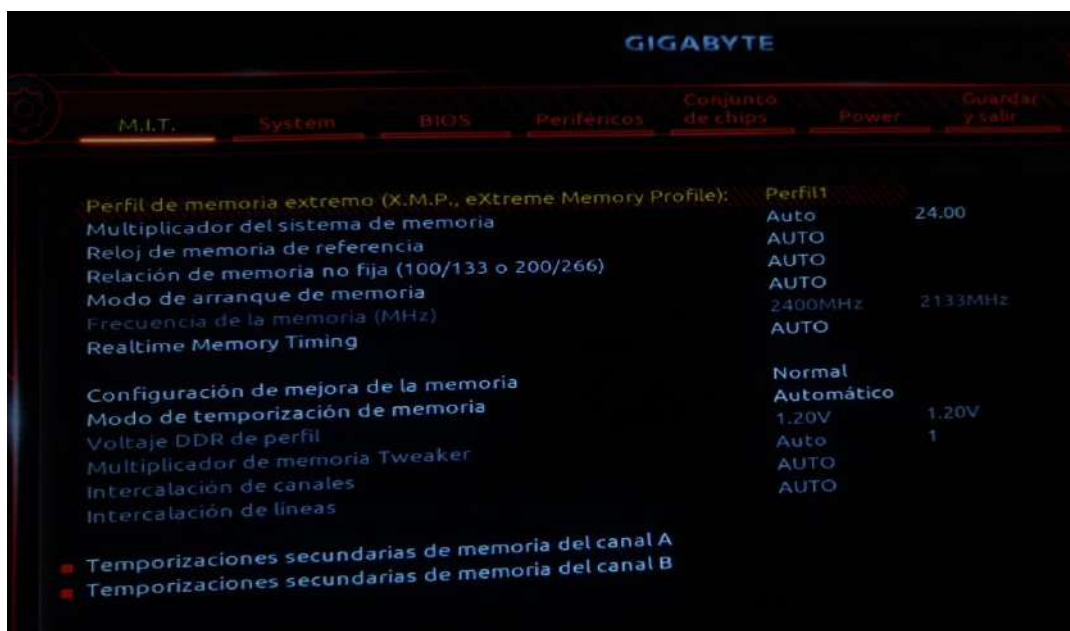 GIGABYTE
M.I.T. System BIOS Periféricos Conjunto de chips Power Guardar y salir
Perfil de memoria extremo (X.M.P., eXtreme Memory Profile): Perfil1
Multiplicador del sistema de memoria Auto 24.00
Reloj de memoria de referencia AUTO
Relación de memoria no fija (100/133 o 200/266) AUTO
Modo de arranque de memoria AUTO
Frecuencia de la memoria (MHz) 2400MHz 2133MHz
Realtime Memory Timing AUTO
Configuración de mejora de la memoria Normal
Modo de temporización de memoria Automático
Voltaje DDR de perfil 1.20V 1.20V
Multiplicador de memoria Tweaker Auto 1
Intercalación de canales AUTO
Intercalación de líneas AUTO
Temporizaciones secundarias de memoria del canal A
Temporizaciones secundarias de memoria del canal B